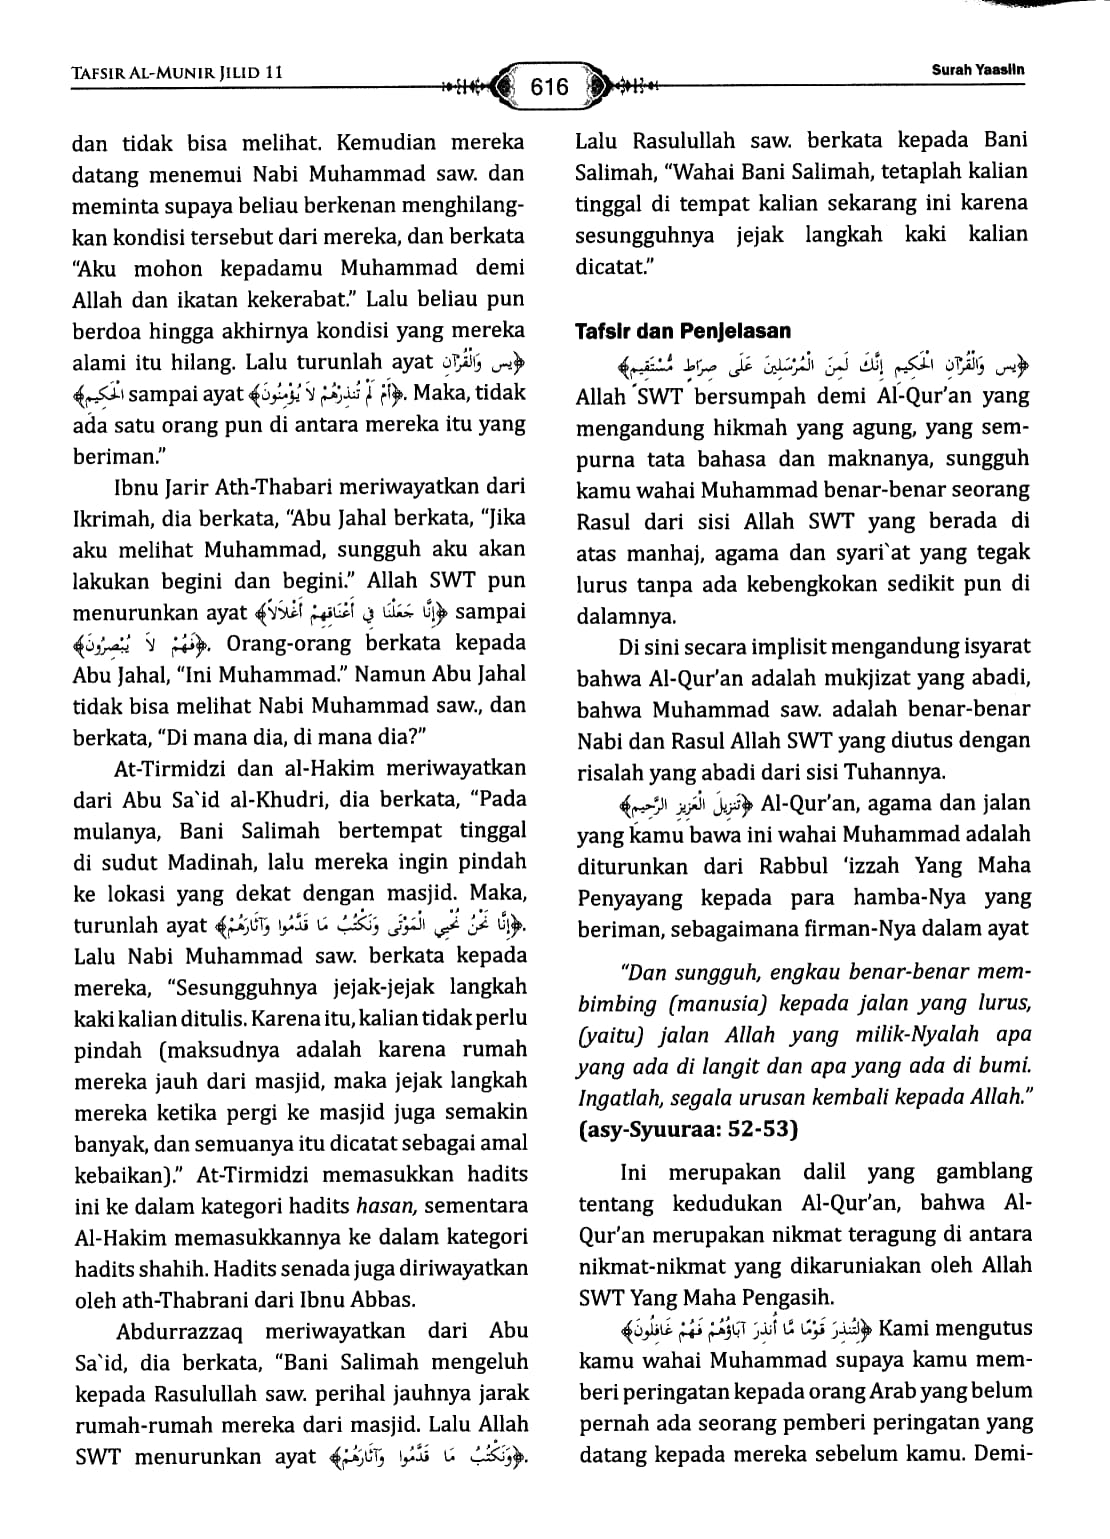 TAFSIR AL-MUNIR JILID 11
616
Surah Yaasiin
dan tidak bisa melihat. Kemudian mereka
datang menemui Nabi Muhammad saw. dan
meminta supaya beliau berkenan menghilang-
kan kondisi tersebut dari mereka, dan berkata
“Aku mohon kepadamu Muhammad demi
Allah dan ikatan kekerabat.” Lalu beliau pun
berdoa hingga akhirnya kondisi yang mereka
alami itu hilang. Lalu turunlah ayat ﴿يس وَالْقُرْآنِ
الْحَكِيمِ﴾ sampai ayat ﴿أَمْ لَمْ تُنذِرْهُمْ لَا يُؤْمِنُونَ﴾. Maka, tidak
ada satu orang pun di antara mereka itu yang
beriman.”
Ibnu Jarir Ath-Thabari meriwayatkan dari
Ikrimah, dia berkata, “Abu Jahal berkata, “Jika
aku melihat Muhammad, sungguh aku akan
lakukan begini dan begini.” Allah SWT pun
menurunkan ayat ﴿إِنَّا جَعَلْنَا فِي أَعْنَاقِهِمْ أَغْلَالًا﴾ sampai
﴿فَهُمْ لَا يُبْصِرُونَ﴾. Orang-orang berkata kepada
Abu Jahal, “Ini Muhammad.” Namun Abu Jahal
tidak bisa melihat Nabi Muhammad saw., dan
berkata, “Di mana dia, di mana dia?”
At-Tirmidzi dan al-Hakim meriwayatkan
dari Abu Sa`id al-Khudri, dia berkata, “Pada
mulanya, Bani Salimah bertempat tinggal
di sudut Madinah, lalu mereka ingin pindah
ke lokasi yang dekat dengan masjid. Maka,
turunlah ayat ﴿إِنَّا نَحْنُ نُحْيِي الْمَوْتَى وَنَكْتُبُ مَا قَدَّمُوا وَآثَارَهُمْ﴾.
Lalu Nabi Muhammad saw. berkata kepada
mereka, “Sesungguhnya jejak-jejak langkah
kaki kalian ditulis. Karena itu, kalian tidak perlu
pindah (maksudnya adalah karena rumah
mereka jauh dari masjid, maka jejak langkah
mereka ketika pergi ke masjid juga semakin
banyak, dan semuanya itu dicatat sebagai amal
kebaikan).” At-Tirmidzi memasukkan hadits
ini ke dalam kategori hadits hasan, sementara
Al-Hakim memasukkannya ke dalam kategori
hadits shahih. Hadits senada juga diriwayatkan
oleh ath-Thabrani dari Ibnu Abbas.
Abdurrazzaq meriwayatkan dari Abu
Sa`id, dia berkata, “Bani Salimah mengeluh
kepada Rasulullah saw. perihal jauhnya jarak
rumah-rumah mereka dari masjid. Lalu Allah
SWT menurunkan ayat ﴿وَنَكْتُبُ مَا قَدَّمُوا وَآثَارَهُمْ﴾.
Lalu Rasulullah saw. berkata kepada Bani
Salimah, “Wahai Bani Salimah, tetaplah kalian
tinggal di tempat kalian sekarang ini karena
sesungguhnya jejak langkah kaki kalian
dicatat.”
Tafsir dan Penjelasan
﴿يس وَالْقُرْآنِ الْحَكِيمِ إِنَّكَ لَمِنَ الْمُرْسَلِينَ عَلَى صِرَاطٍ مُّسْتَقِيمٍ﴾
Allah SWT bersumpah demi Al-Qur’an yang
mengandung hikmah yang agung, yang sem-
purna tata bahasa dan maknanya, sungguh
kamu wahai Muhammad benar-benar seorang
Rasul dari sisi Allah SWT yang berada di
atas manhaj, agama dan syari`at yang tegak
lurus tanpa ada kebengkokan sedikit pun di
dalamnya.
Di sini secara implisit mengandung isyarat
bahwa Al-Qur’an adalah mukjizat yang abadi,
bahwa Muhammad saw. adalah benar-benar
Nabi dan Rasul Allah SWT yang diutus dengan
risalah yang abadi dari sisi Tuhannya.
﴿تَنزِيلَ الْعَزِيزِ الرَّحِيمِ﴾ Al-Qur’an, agama dan jalan
yang kamu bawa ini wahai Muhammad adalah
diturunkan dari Rabbul ‘izzah Yang Maha
Penyayang kepada para hamba-Nya yang
beriman, sebagaimana firman-Nya dalam ayat
“Dan sungguh, engkau benar-benar mem-
bimbing (manusia) kepada jalan yang lurus,
(yaitu) jalan Allah yang milik-Nyalah apa
yang ada di langit dan apa yang ada di bumi.
Ingatlah, segala urusan kembali kepada Allah.”
(asy-Syuuraa: 52-53)
Ini merupakan dalil yang gamblang
tentang kedudukan Al-Qur’an, bahwa Al-
Qur’an merupakan nikmat teragung di antara
nikmat-nikmat yang dikaruniakan oleh Allah
SWT Yang Maha Pengasih.
﴿لِتُنذِرَ قَوْمًا مَّا أُنذِرَ آبَاؤُهُمْ فَهُمْ غَافِلُونَ﴾ Kami mengutus
kamu wahai Muhammad supaya kamu mem-
beri peringatan kepada orang Arab yang belum
pernah ada seorang pemberi peringatan yang
datang kepada mereka sebelum kamu. Demi-